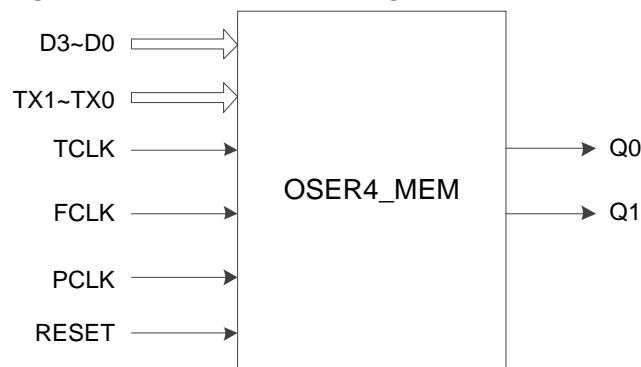 D3~D0
TX1~TX0
TCLK
FCLK
PCLK
RESET
OSER4_MEM
Q0
Q1